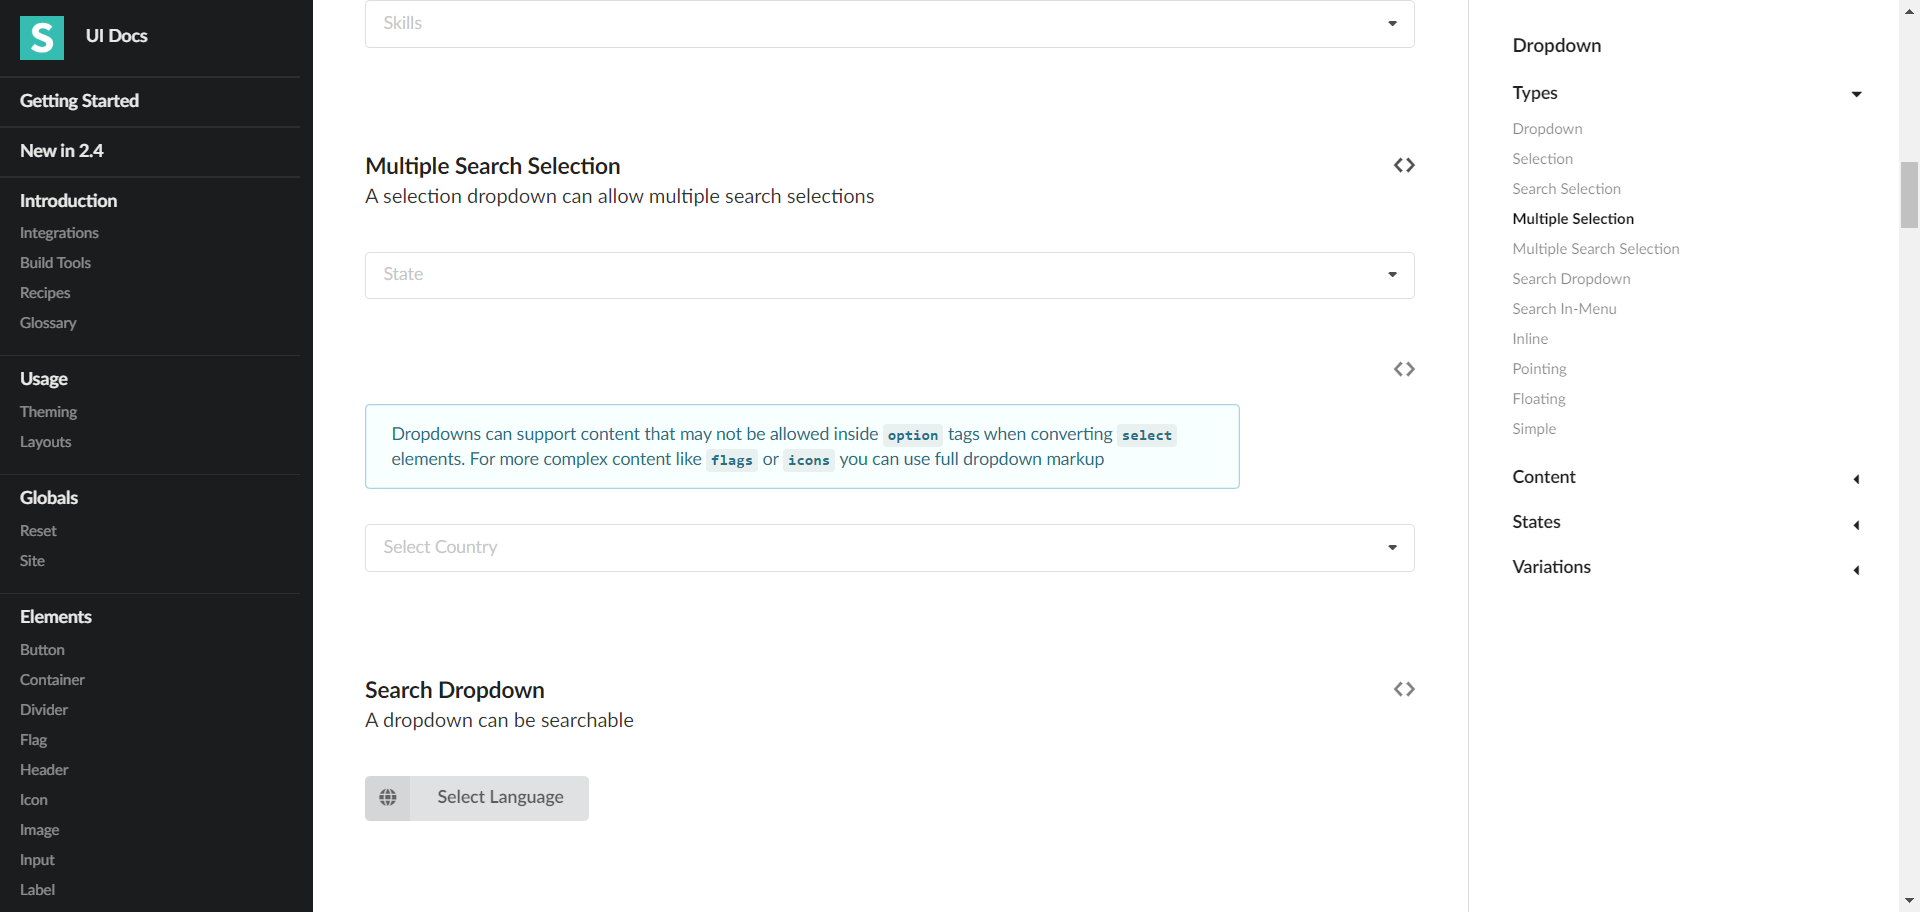 S
UI Docs
Getting Started
New in 2.4
Introduction
Integrations
Build Tools
Recipes
Glossary
Usage
Theming
Layouts
Globals
Reset
Site
Elements
Button
Container
Divider
Flag
Header
Icon
Image
Input
Label
Skills
Multiple Search Selection
A selection dropdown can allow multiple search selections
State
Dropdowns can support content that may not be allowed inside option tags when converting select
elements. For more complex content like flags or icons you can use full dropdown markup
Select Country
Search Dropdown
A dropdown can be searchable
Select Language
Dropdown
Types
Dropdown
Selection
Search Selection
Multiple Selection
Multiple Search Selection
Search Dropdown
Search In-Menu
Inline
Pointing
Floating
Simple
Content
States
Variations